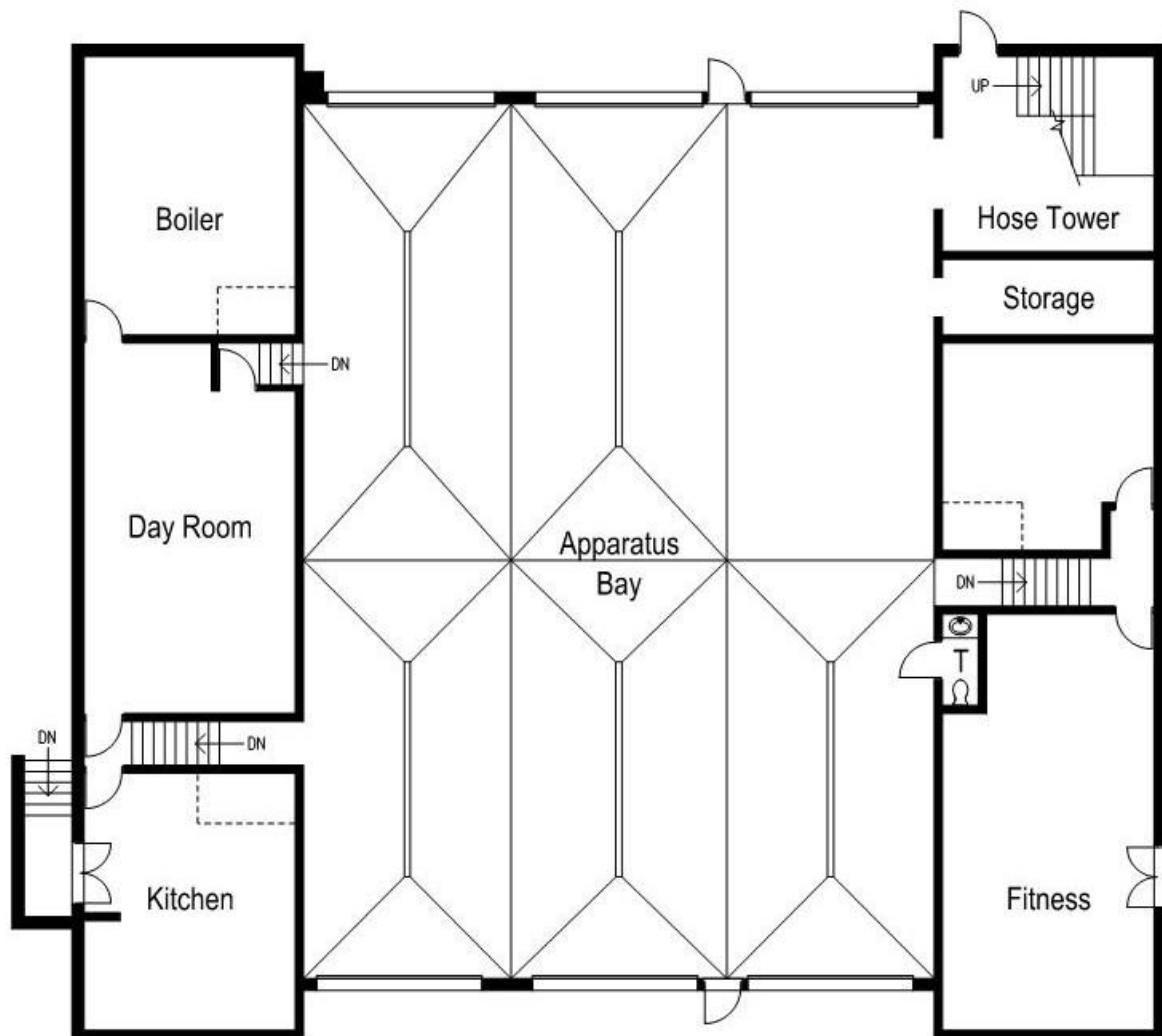 UP
Boiler
Hose Tower
Storage
DN
Day Room
Apparatus
Bay
DN
DN
DN
Kitchen
Fitness